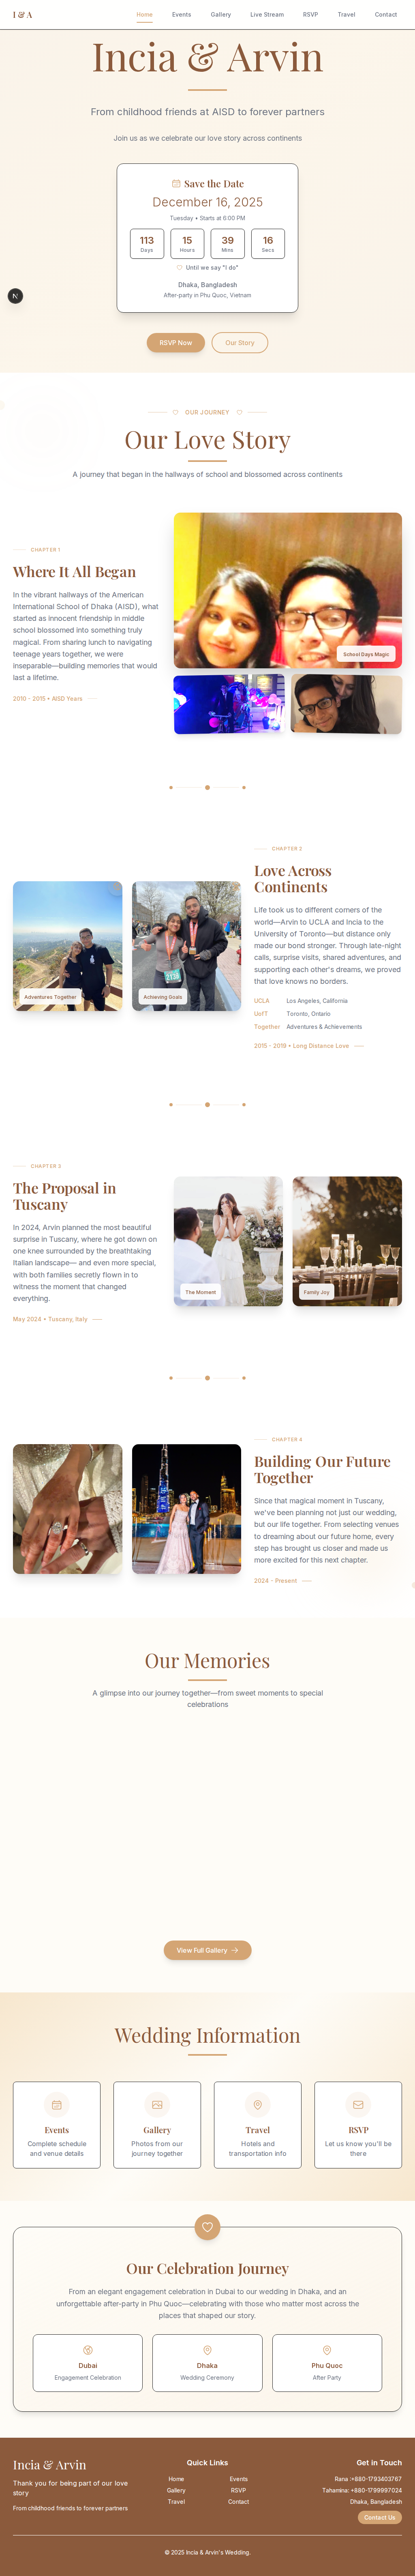 I & A
Home Events Gallery Live Stream RSVP Travel Contact
Incia & Arvin
From childhood friends at AISD to forever partners
Join us as we celebrate our love story across continents
Save the Date
December 16, 2025
Tuesday • Starts at 6:00 PM
113 15 39 16
Days Hours Mins Secs
Until we say "I do"
Dhaka, Bangladesh
After-party in Phu Quoc, Vietnam
N
RSVP Now Our Story
OUR JOURNEY
Our Love Story
A journey that began in the hallways of school and blossomed across continents
CHAPTER 1
Where It All Began
In the vibrant hallways of the American
International School of Dhaka (AISD), what
started as innocent friendship in middle
school blossomed into something truly
magical. From sharing lunch to navigating
teenage years together, we were
inseparable—building memories that would
last a lifetime.
2010 - 2015 • AISD Years
School Days Magic
Adventures Together
Achieving Goals
CHAPTER 2
Love Across
Continents
Life took us to different corners of the
world—Arvin to UCLA and Incia to the
University of Toronto—but distance only
made our bond stronger. Through late-night
calls, surprise visits, shared adventures, and
supporting each other's dreams, we proved
that love knows no borders.
UCLA Los Angeles, California
UofT Toronto, Ontario
Together Adventures & Achievements
2015 - 2019 • Long Distance Love
CHAPTER 3
The Proposal in
Tuscany
In 2024, Arvin planned the most beautiful
surprise in Tuscany, where he got down on
one knee surrounded by the breathtaking
Italian landscape— and even more special,
with both families secretly flown in to
witness the moment that changed
everything.
May 2024 • Tuscany, Italy
The Moment
Family Joy
CHAPTER 4
Building Our Future
Together
Since that magical moment in Tuscany,
we've been planning not just our wedding,
but our life together. From selecting venues
to dreaming about our future home, every
step has brought us closer and made us
more excited for this next chapter.
2024 - Present
Our Memories
A glimpse into our journey together—from sweet moments to special
celebrations
View Full Gallery
Wedding Information
Events
Complete schedule
and venue details
Gallery
Photos from our
journey together
Travel
Hotels and
transportation info
RSVP
Let us know you'll be
there
Our Celebration Journey
From an elegant engagement celebration in Dubai to our wedding in Dhaka, and an
unforgettable after-party in Phu Quoc—celebrating with those who matter most across the
places that shaped our story.
Dubai
Engagement Celebration
Dhaka
Wedding Ceremony
Phu Quoc
After Party
Incia & Arvin
Thank you for being part of our love
story
From childhood friends to forever partners
Quick Links
Home Events
Gallery RSVP
Travel Contact
Get in Touch
Rana :+880-1793403767
Tahamina: +880-1799997024
Dhaka, Bangladesh
Contact Us
© 2025 Incia & Arvin's Wedding.